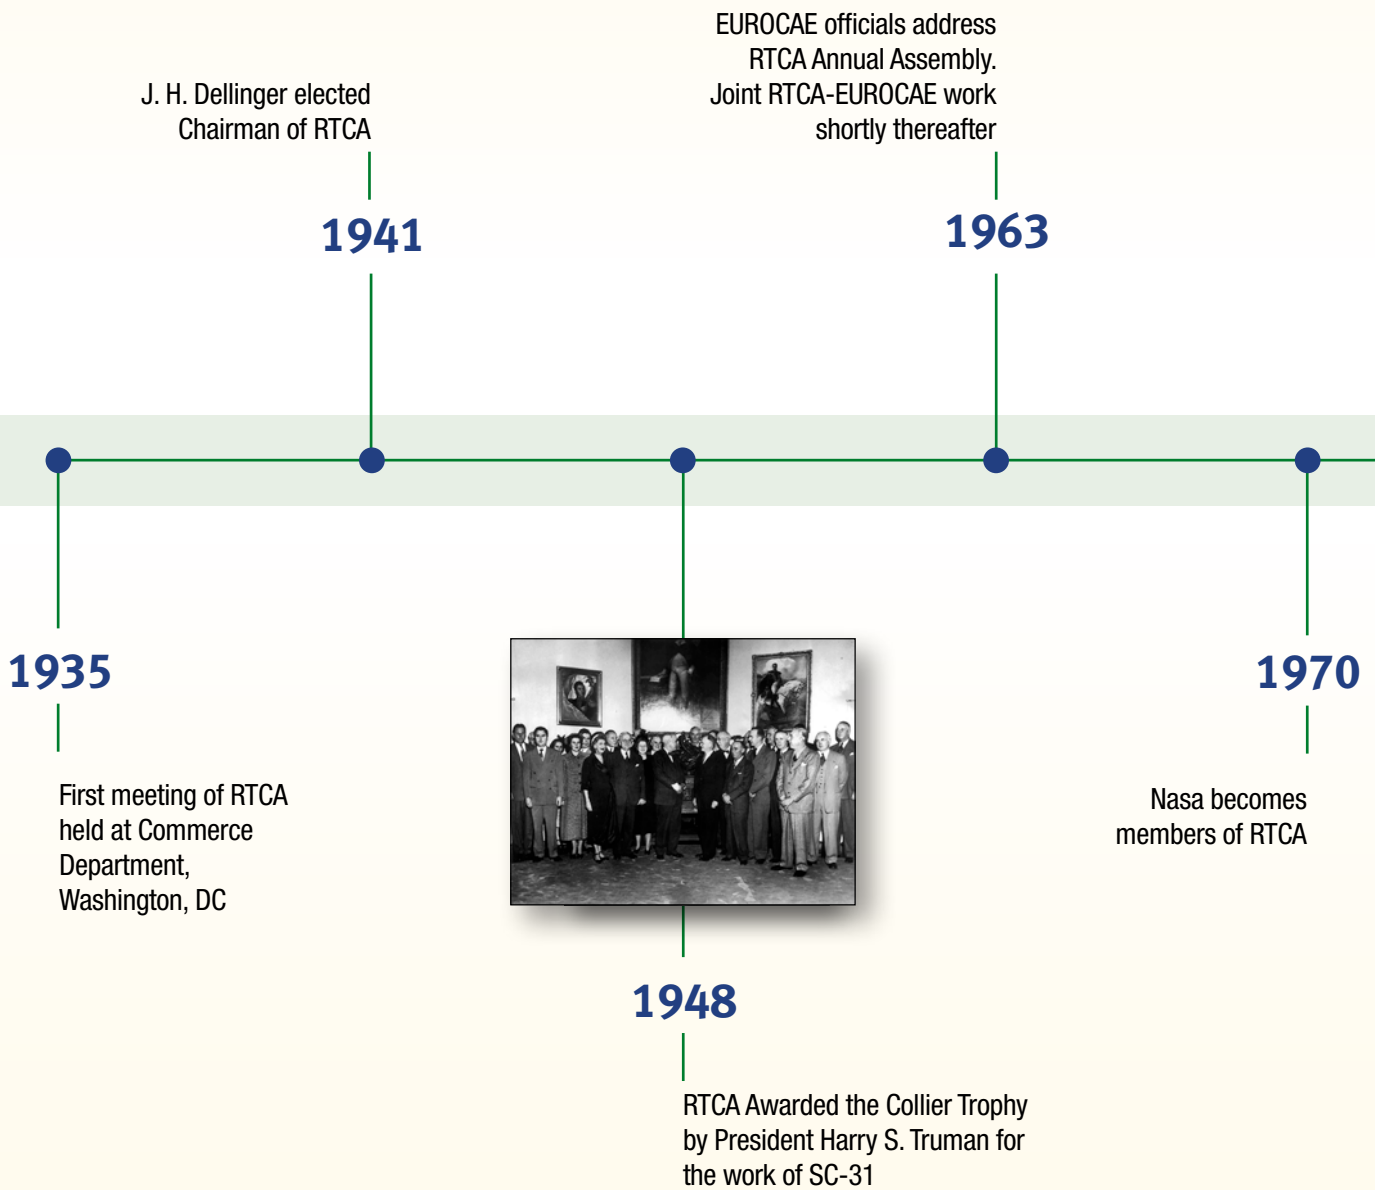 EUROCAE officials address
RTCA Annual Assembly.
Joint RTCA-EUROCAE work
shortly thereafter
J. H. Dellinger elected
Chairman of RTCA
1941
1963
1935
1970
First meeting of RTCA
held at Commerce
Department,
Washington, DC
Nasa becomes
members of RTCA
1948
RTCA Awarded the Collier Trophy
by President Harry S. Truman for
the work of SC-31